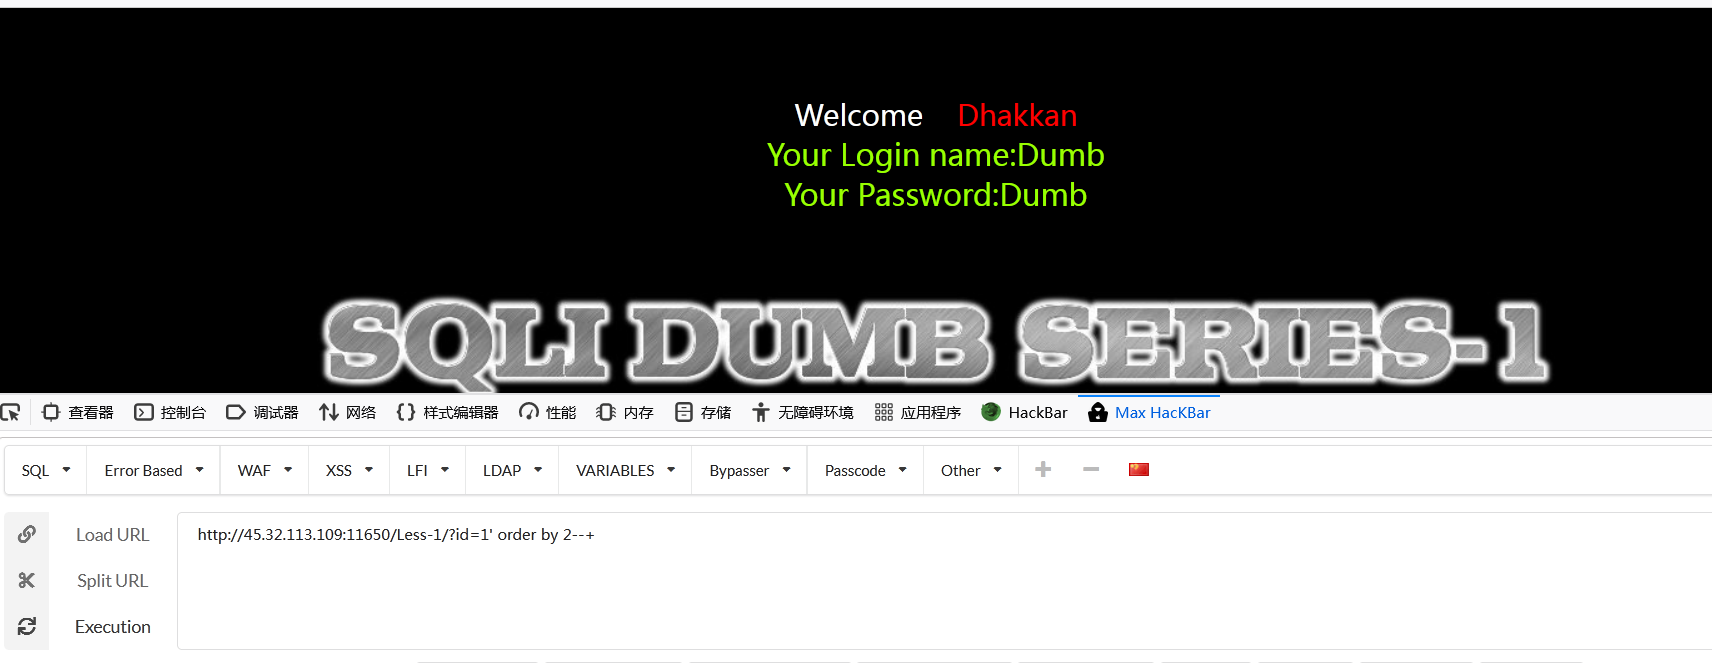 Welcome    Dhakkan
Your Login name:Dumb
Your Password:Dumb
SQLI DUMB SERIES-1
查看器 控制台 调试器 网络 样式编辑器 性能 内存 存储 无障碍环境 应用程序 HackBar Max HacKBar
SQL Error Based WAF XSS LFI LDAP VARIABLES Bypasser Passcode Other
Load URL http://45.32.113.109:11650/Less-1/?id=1' order by 2--+
Split URL
Execution